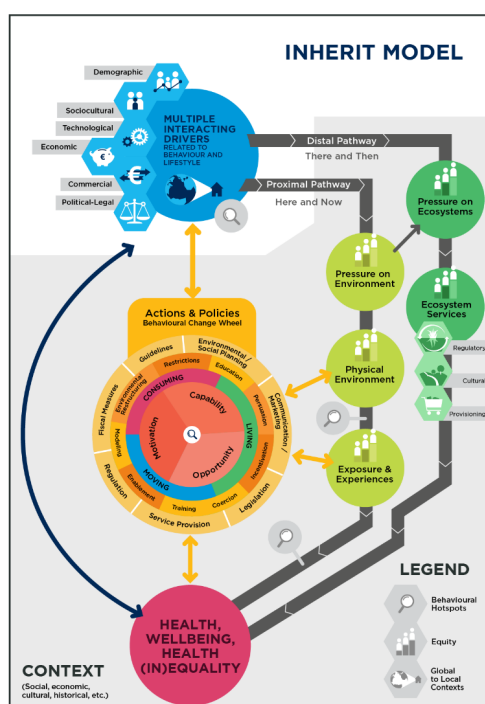 INHERIT MODEL
Demographic
Sociocultural
Technological
Economic
Commercial
Political-Legal
MULTIPLE
INTERACTING
DRIVERS
RELATED TO
BEHAVIOUR AND
LIFESTYLE
Distal Pathway
There and Then
Proximal Pathway
Here and Now
Pressure on
Ecosystems
Pressure on
Environment
Ecosystem
Services
Regulatory
Cultural
Provisioning
Physical
Environment
Exposure &
Experiences
Actions & Policies
Behavioural Change Wheel
Guidelines
Environmental /
Social Planning
Communication /
Marketing
Legislation
Service Provision
Regulation
Fiscal Measures
Restrictions
Education
Persuasion
Incentivisation
Coercion
Training
Enablement
Modeling
Environmental
Restructuring
CONSUMING
LIVING
MOVING
Capability
Motivation
Opportunity
HEALTH,
WELLBEING,
HEALTH
(IN)EQUALITY
CONTEXT
(Social, economic,
cultural, historical, etc.)
LEGEND
Behavioural
Hotspots
Equity
Global
to Local
Contexts